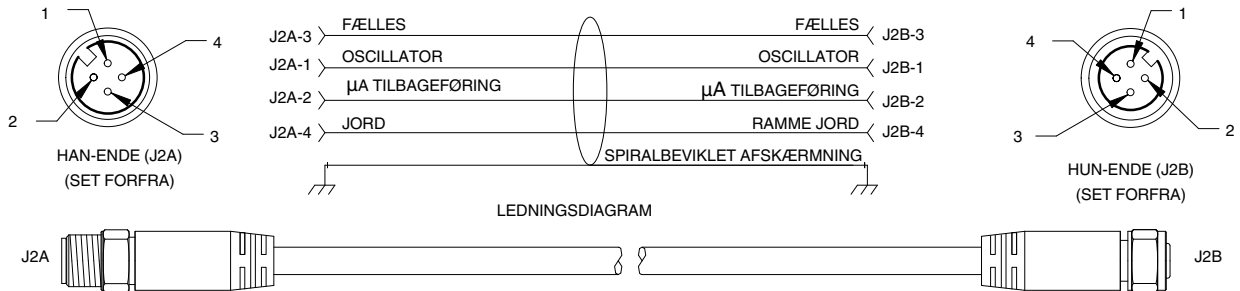 1
4
2
3
HAN-ENDE (J2A)
(SET FORFRA)
J2A-3 FÆLLES FÆLLES J2B-3
J2A-1 OSCILLATOR OSCILLATOR J2B-1
J2A-2 µA TILBAGEFØRING µA TILBAGEFØRING J2B-2
J2A-4 JORD RAMME JORD J2B-4
SPIRALBEVIKLET AFSKÆRMNING
LEDNINGSDIAGRAM
1
4
3
2
HUN-ENDE (J2B)
(SET FORFRA)
J2A
J2B